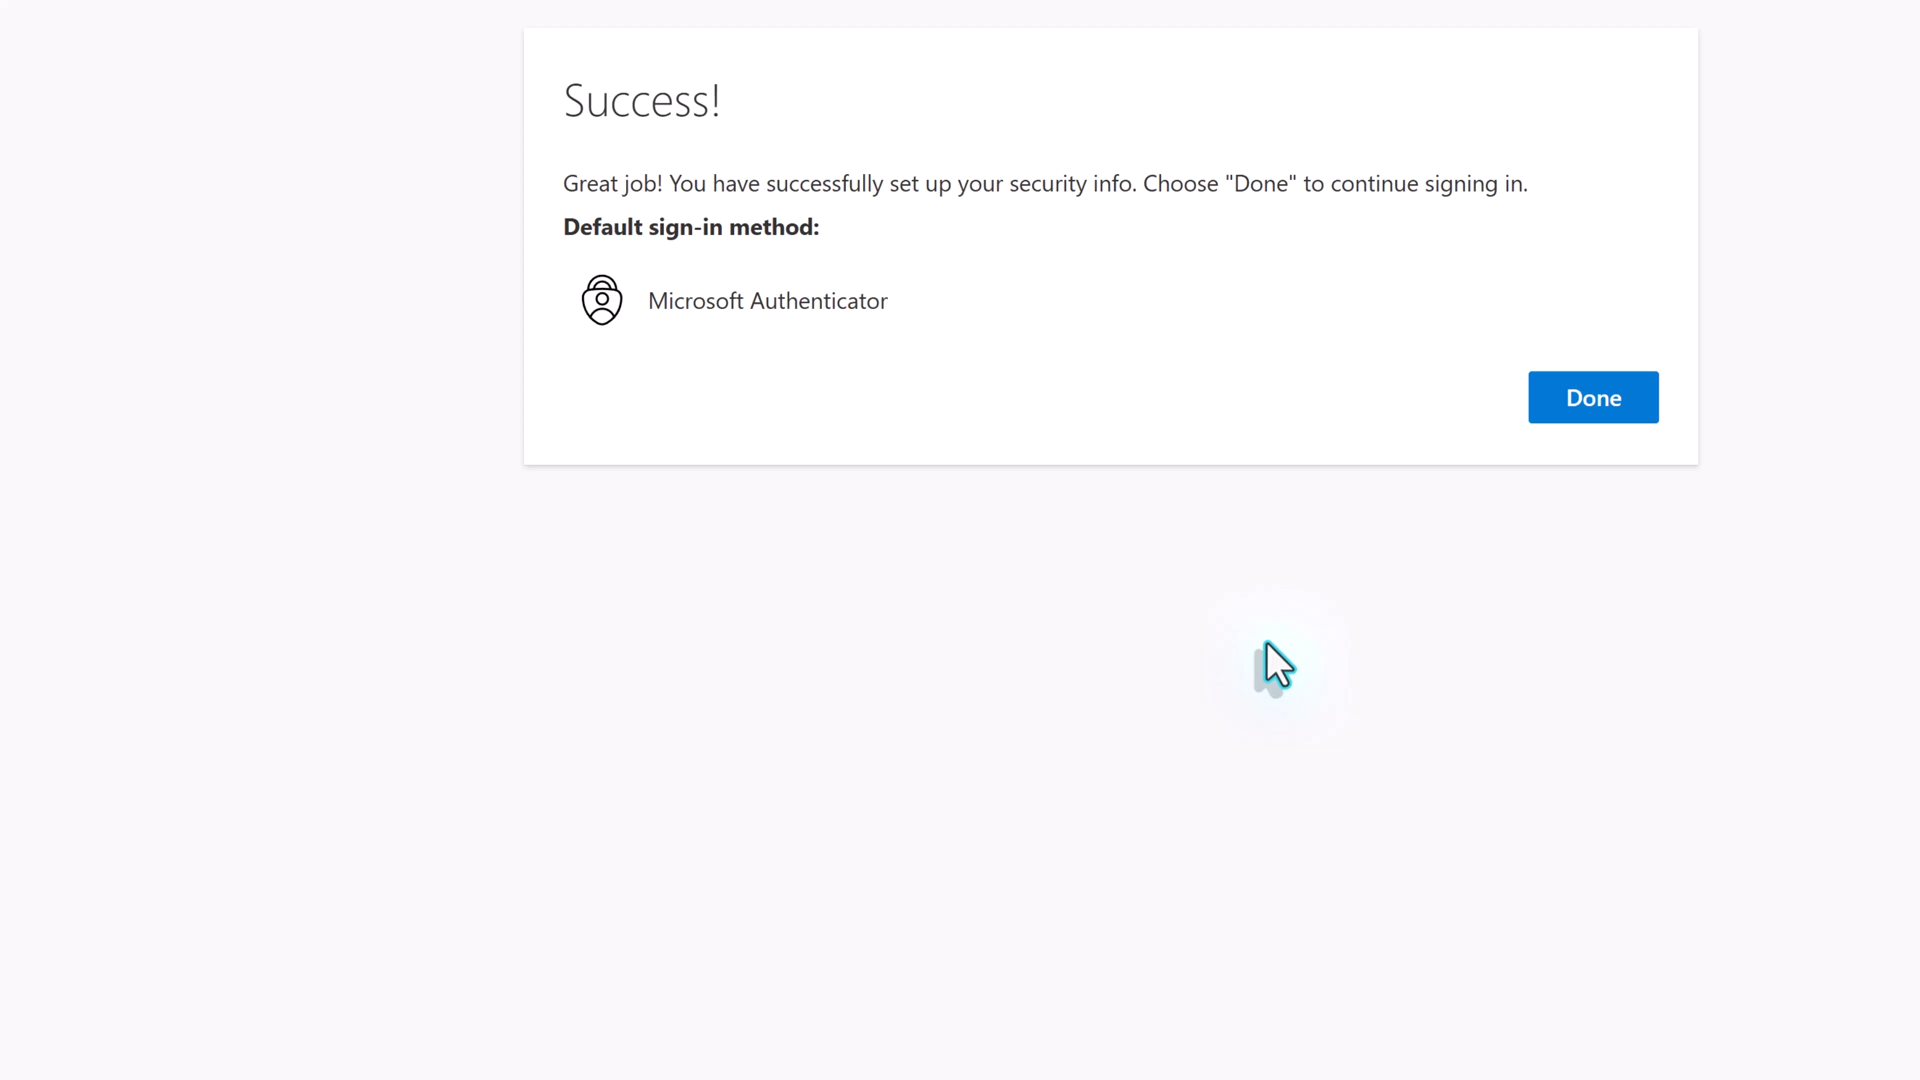 Success!
Great job! You have successfully set up your security info. Choose "Done" to continue signing in.
Default sign-in method:
Microsoft Authenticator
Done